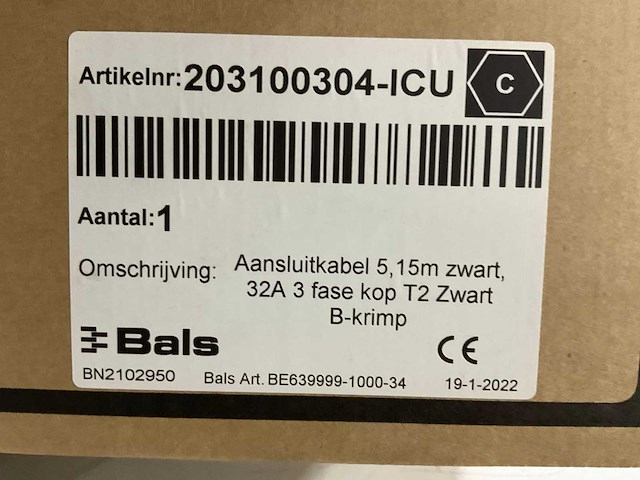 Artikelnr: 203100304-ICU C
Aantal: 1
Omschrijving: Aansluitkabel 5,15m zwart,
32A 3 fase kop T2 Zwart
B-krimp
Bals CE
BN2102950 Bals Art. BE639999-1000-34 19-1-2022